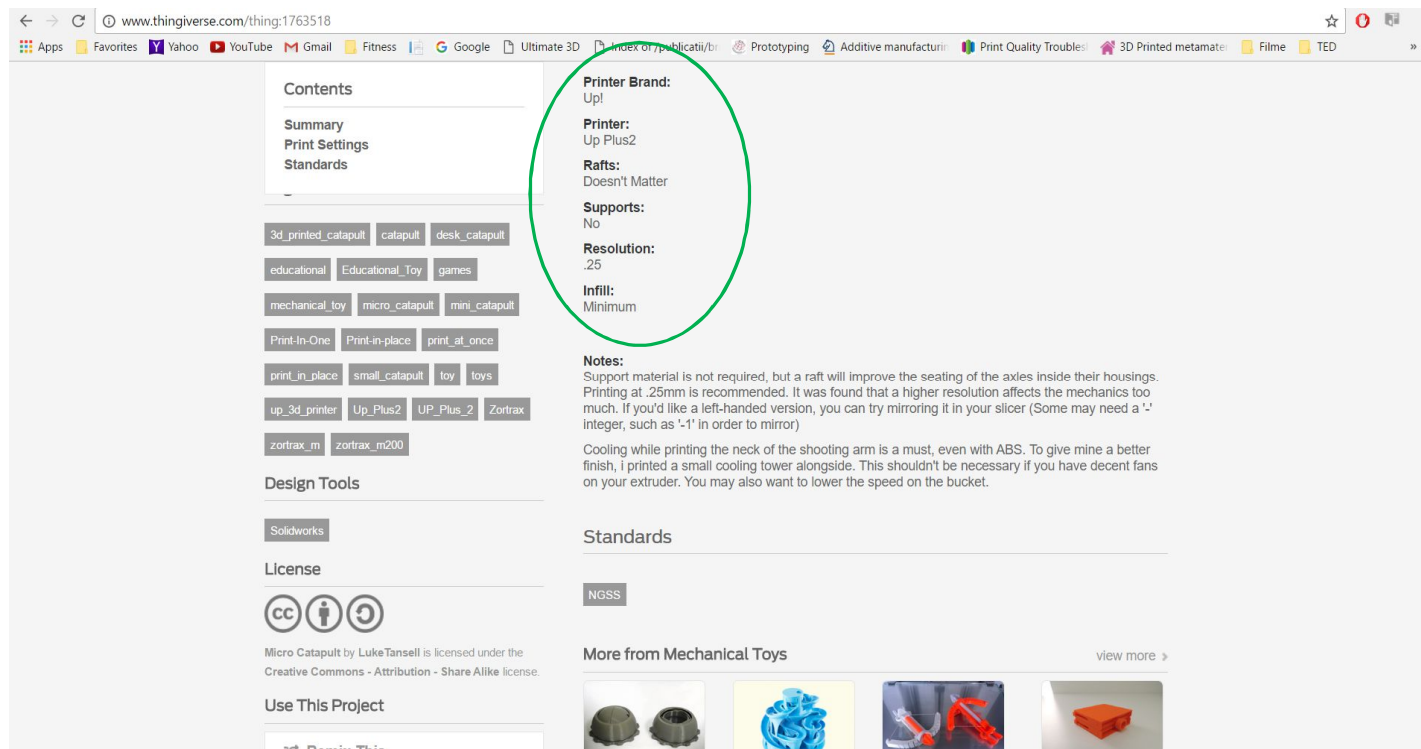 www.thingiverse.com/thing:1763518
Apps Favorites Yahoo YouTube Gmail Fitness Google Ultimate 3D Index of /publicatii/br Prototyping Additive manufacturin Print Quality Troubles 3D Printed metamater Filme TED »
Contents
Summary
Print Settings
Standards
3d_printed_catapult catapult desk_catapult
educational Educational_Toy games
mechanical_toy micro_catapult mini_catapult
Print-In-One Print-in-place print_at_once
print_in_place small_catapult toy toys
up_3d_printer Up_Plus2 UP_Plus_2 Zortrax
zortrax_m zortrax_m200
Design Tools
Solidworks
License
cc
Micro Catapult by LukeTansell is licensed under the
Creative Commons - Attribution - Share Alike license.
Use This Project
Remix This
Printer Brand:
Up!
Printer:
Up Plus2
Rafts:
Doesn't Matter
Supports:
No
Resolution:
.25
Infill:
Minimum
Notes:
Support material is not required, but a raft will improve the seating of the axles inside their housings.
Printing at .25mm is recommended. It was found that a higher resolution affects the mechanics too
much. If you'd like a left-handed version, you can try mirroring it in your slicer (Some may need a '-'
integer, such as '-1' in order to mirror)
Cooling while printing the neck of the shooting arm is a must, even with ABS. To give mine a better
finish, i printed a small cooling tower alongside. This shouldn't be necessary if you have decent fans
on your extruder. You may also want to lower the speed on the bucket.
Standards
NGSS
More from Mechanical Toys
view more